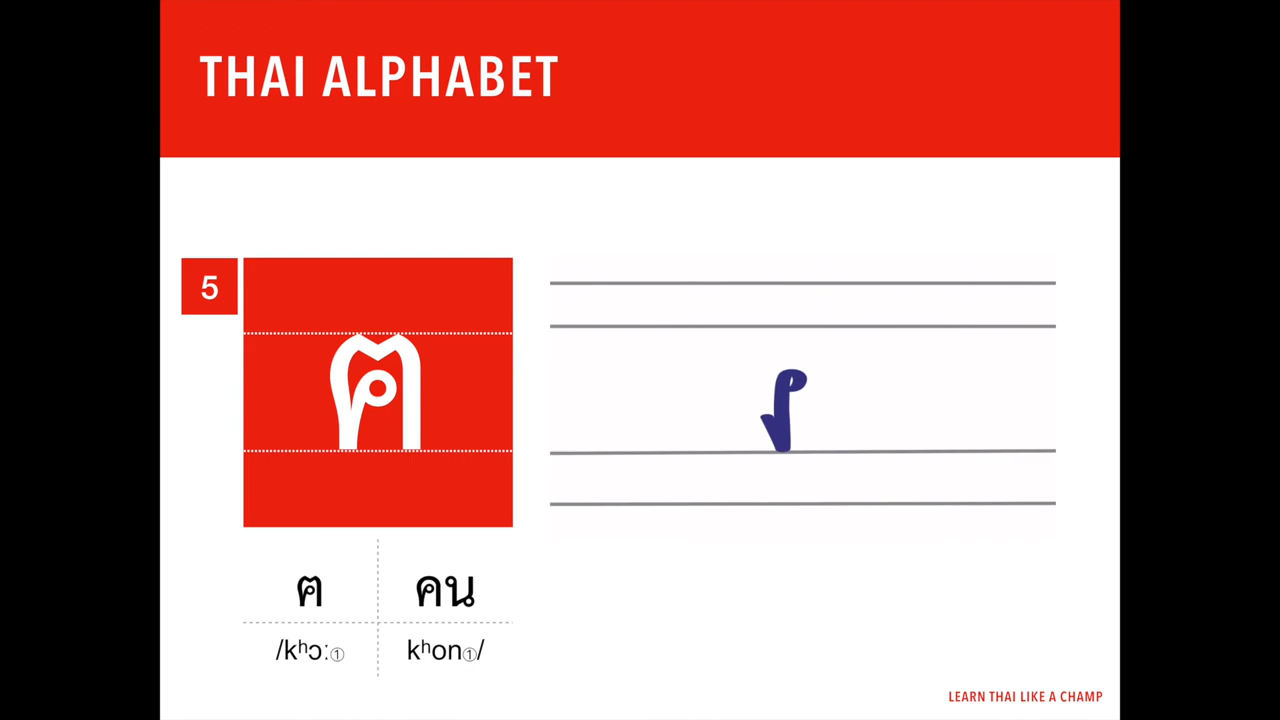 THAI ALPHABET
5
ฅ
ฅ คน
/kʰɔː① kʰon①/
LEARN THAI LIKE A CHAMP